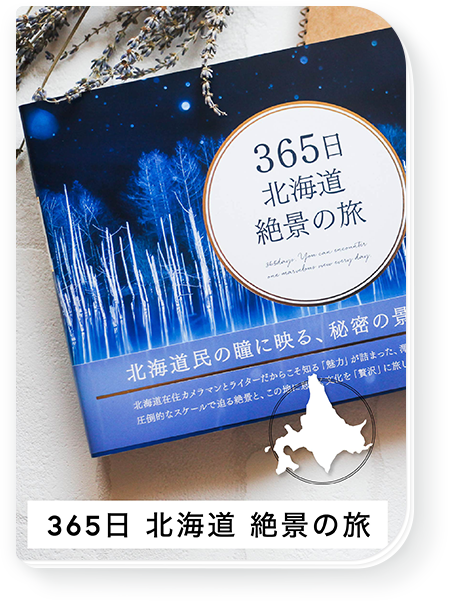 365日
北海道
絶景の旅
365days. You can encounter
one marvelous view every day
北海道民の瞳に映る、秘密の景
北海道在住カメラマンとライターだからこそ知る「魅力」が詰まった、
圧倒的なスケールで迫る絶景と、この地に
文化を「贅沢」に旅し
365日 北海道 絶景の旅